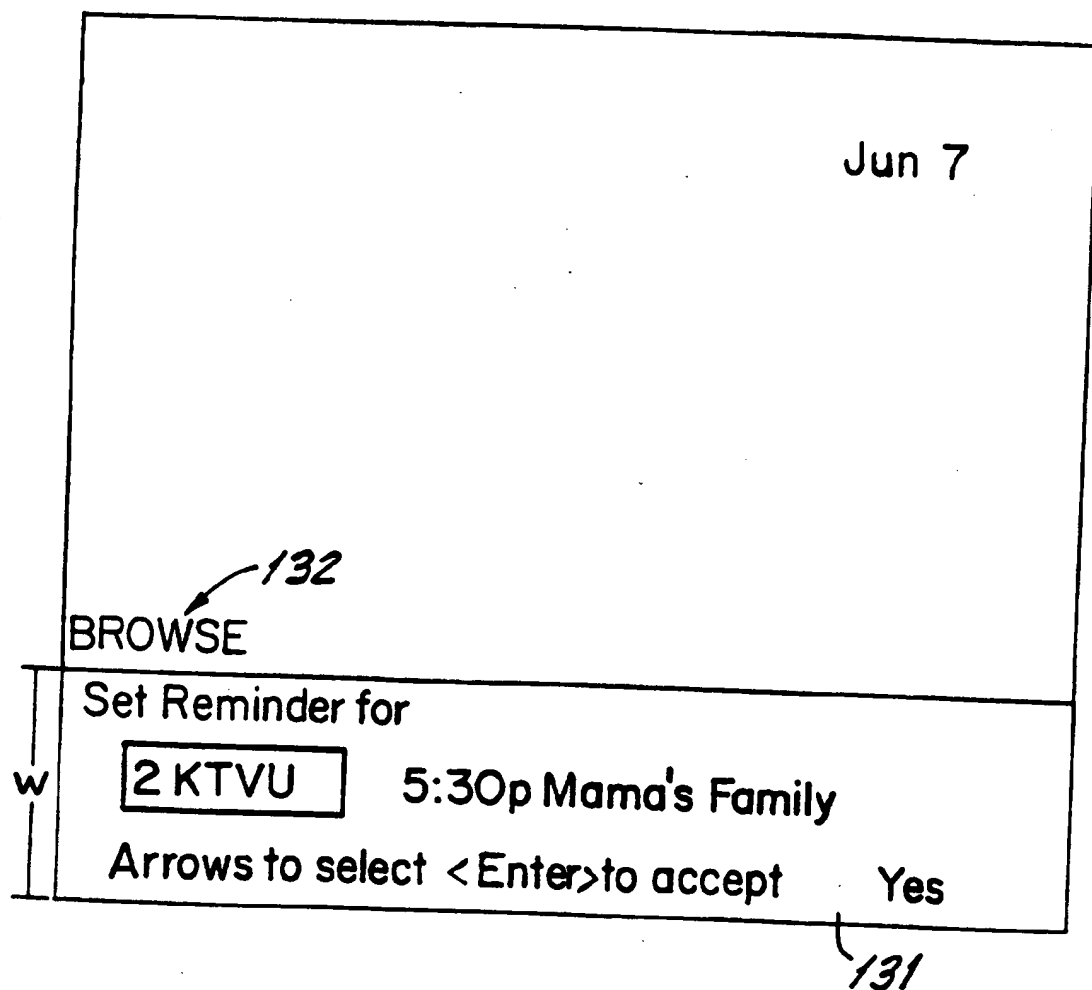 Jun 7
132
BROWSE
Set Reminder for
W
2 KTVU 5:30p Mama's Family
Arrows to select <Enter>to accept Yes
131